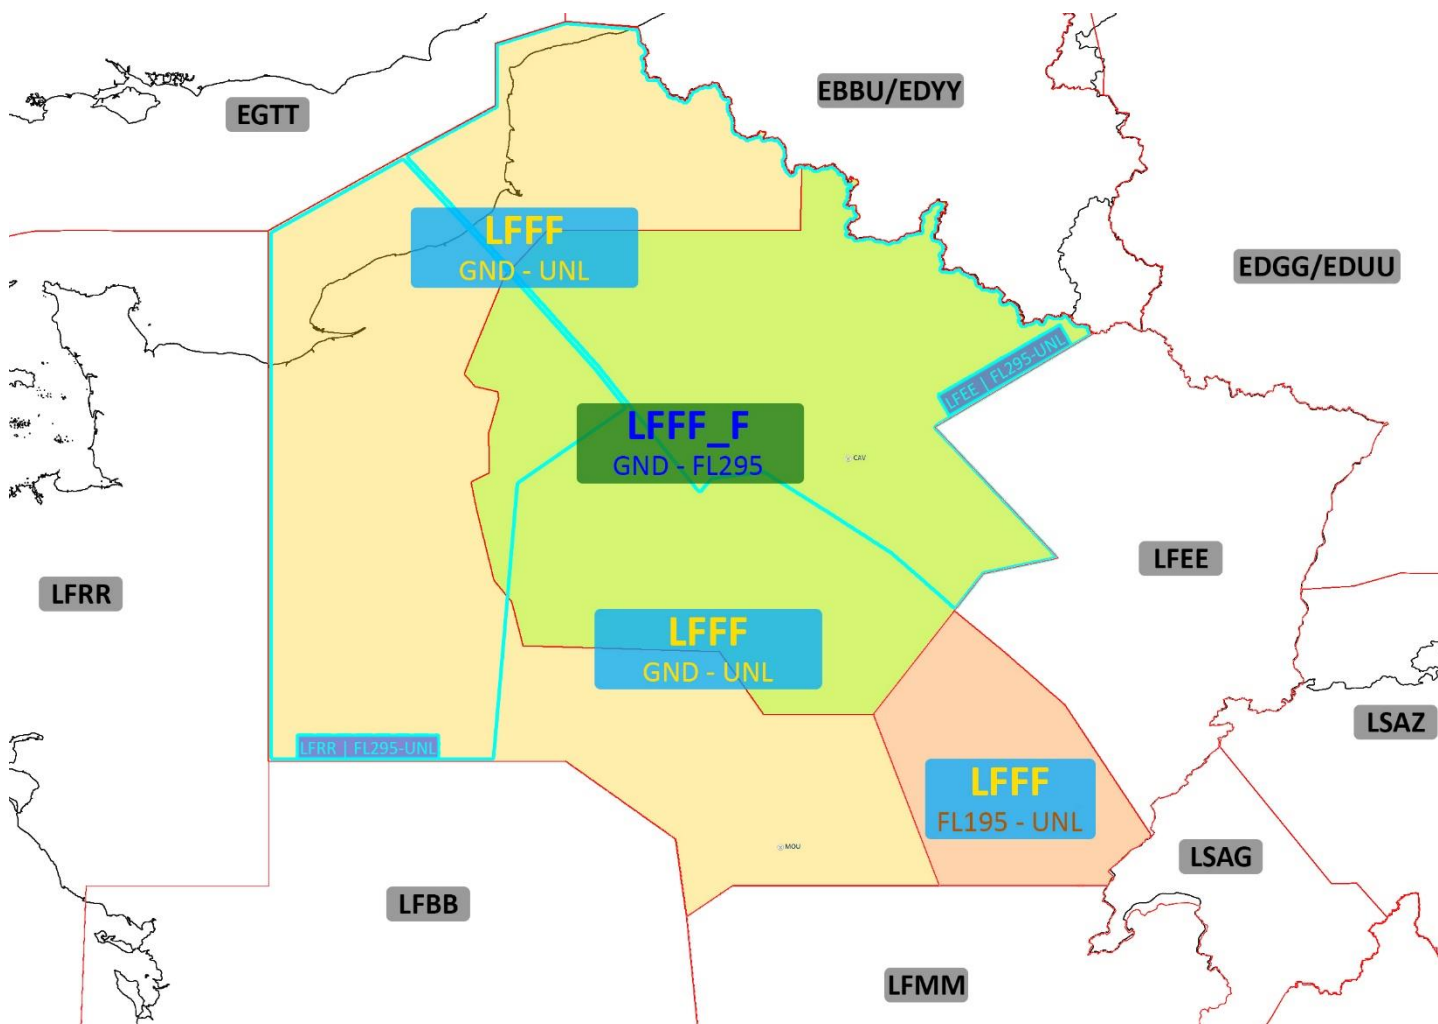 EBBU/EDYY
EGTT
LFFF
GND - UNL
EDGG/EDUU
LFEE | FL295-UNL
LFFF_F
GND - FL295
CAV
LFEE
LFRR
LFFF
GND - UNL
LSAZ
LFRR | FL295-UNL
LFFF
FL195 - UNL
MOU
LSAG
LFBB
LFMM